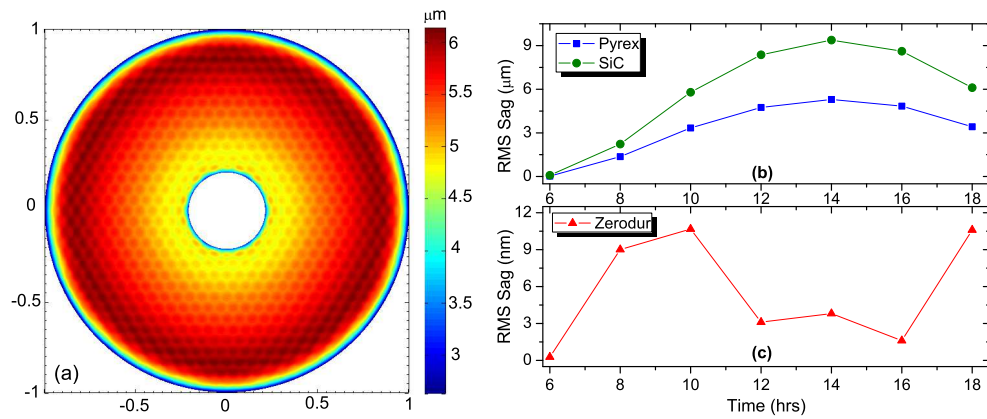 μm
1
0.5
0
-0.5
-1
-0.5
0
0.5
1
(a)
6
5.5
5
4.5
4
3.5
3
RMS Sag (μm)
9
6
3
0
Pyrex
SiC
(b)
6 8 10 12 14 16 18
RMS Sag (nm)
12
9
6
3
0
Zerodur
(c)
6 8 10 12 14 16 18
Time (hrs)